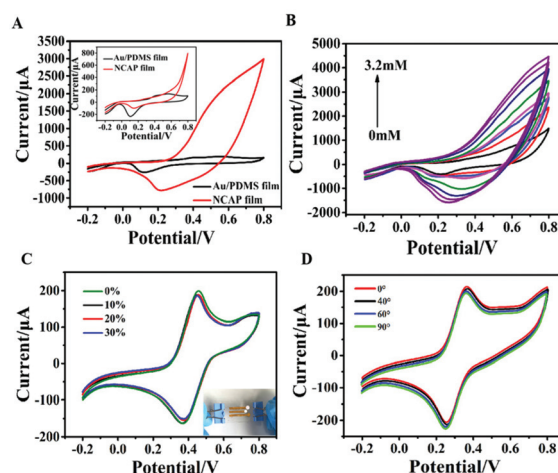 A
Current/μA
3500
3000
2500
2000
1500
1000
500
0
-500
-1000
-0.2 0.0 0.2 0.4 0.6 0.8
Potential/V
Au/PDMS film
NCAP film
Current/μA
800
600
400
200
0
-200
-0.2 0.0 0.2 0.4 0.6 0.8
Potential/V
Au/PDMS film
NCAP film
B
Current/μA
5000
4000
3000
2000
1000
0
-1000
-2000
3.2mM
0mM
-0.2 0.0 0.2 0.4 0.6 0.8
Potential/V
C
Current/μA
200
100
0
-100
-200
0%
10%
20%
30%
-0.2 0.0 0.2 0.4 0.6 0.8
Potential/V
D
Current/μA
200
100
0
-100
-200
0°
40°
60°
90°
-0.2 0.0 0.2 0.4 0.6 0.8
Potential/V